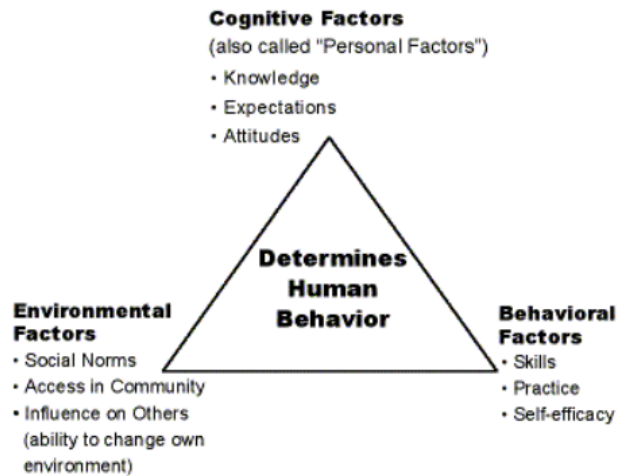 Cognitive Factors
(also called "Personal Factors")
• Knowledge
• Expectations
• Attitudes
Determines
Human
Behavior
Environmental
Factors
• Social Norms
• Access in Community
• Influence on Others
(ability to change own
environment)
Behavioral
Factors
• Skills
• Practice
• Self-efficacy